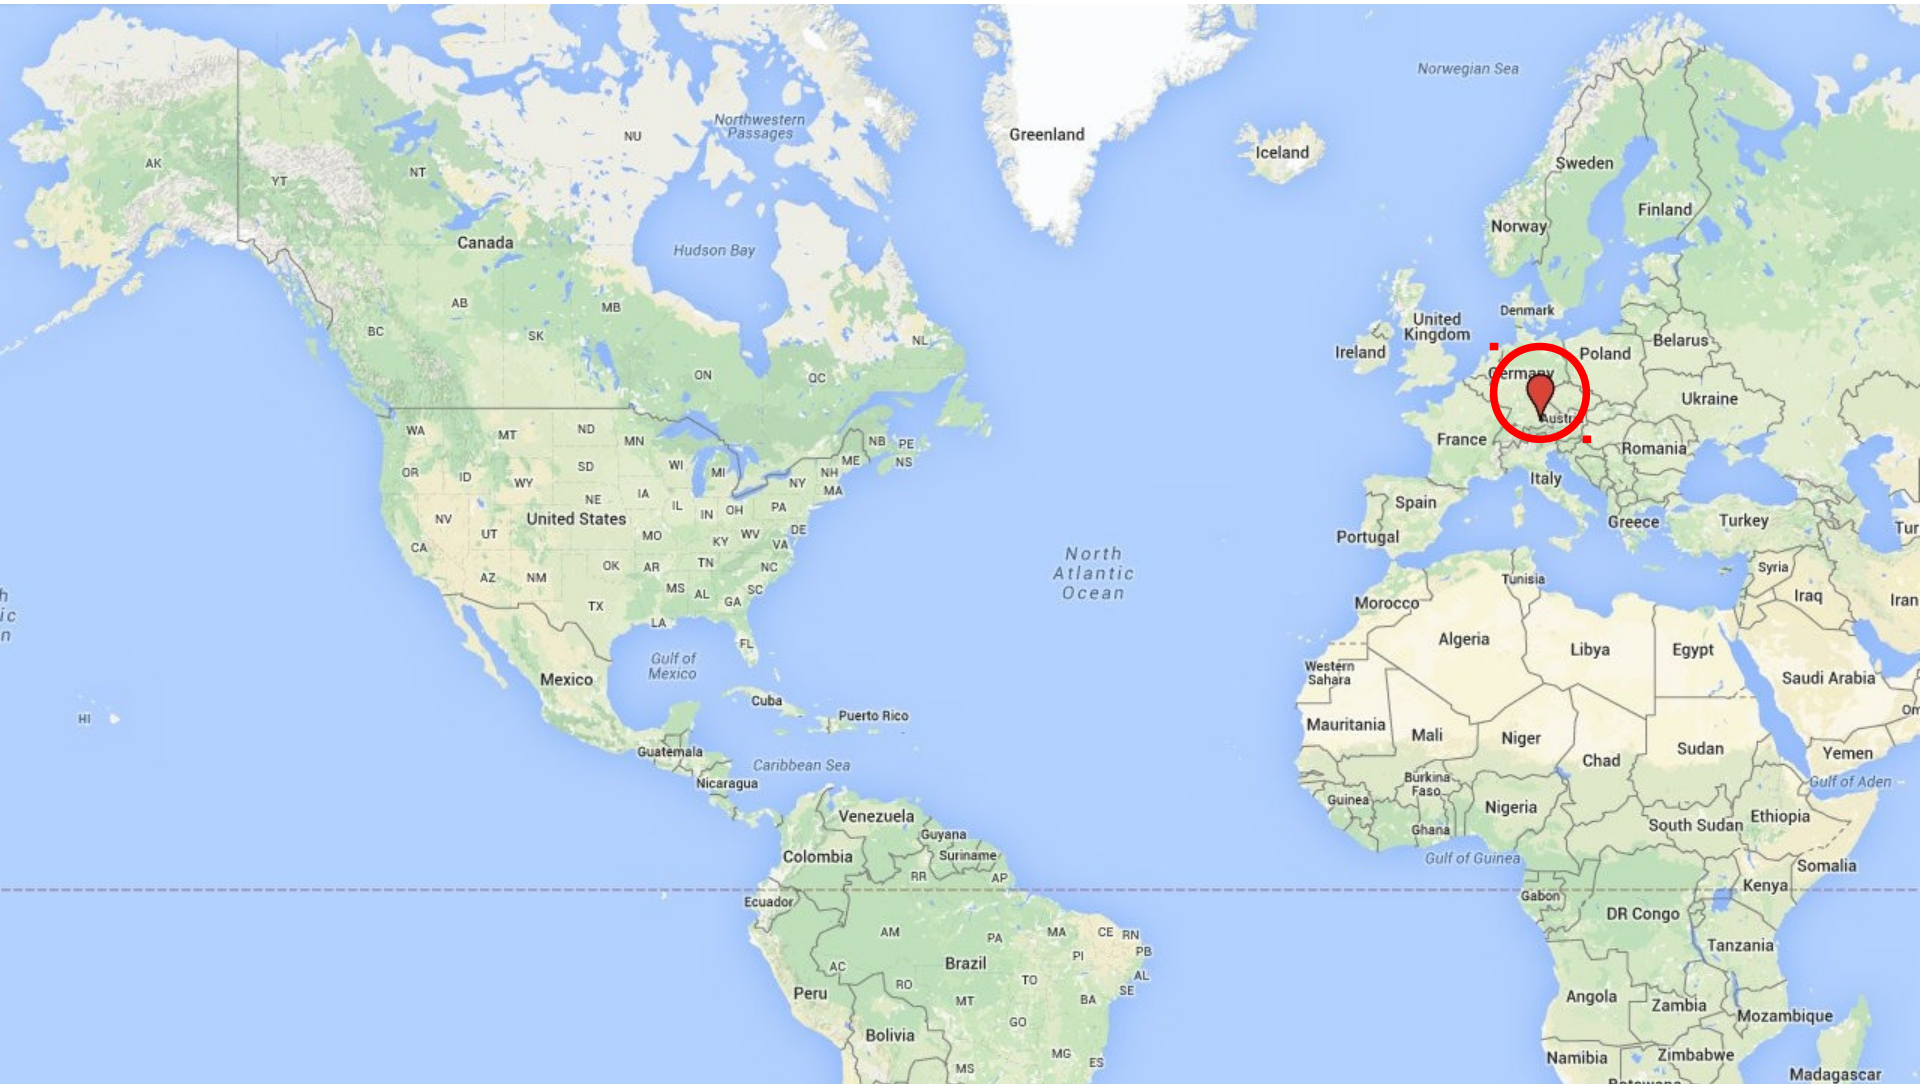 Norwegian Sea
Northwestern
Passages
NU
Greenland
Iceland
AK
YT
NT
Sweden
Finland
Norway
Canada
Hudson Bay
AB
MB
Denmark
BC
SK
NL
United
Kingdom
Ireland
Belarus
Poland
ON
QC
Germany
Ukraine
WA
MT
ND
MN
NB
PE
Austr
France
Romania
OR
ID
WY
SD
WI
MI
ME
NS
NH
NY
MA
Italy
NE
IA
IL
IN
OH
PA
Spain
NV
UT
United States
MO
KY
WV
DE
VA
Portugal
Greece
Turkey
Tur
CA
AZ
NM
OK
AR
TN
NC
North
Atlantic
Ocean
Syria
Tunisia
Iraq
Iran
h
ic
n
TX
MS
AL
GA
SC
LA
FL
Morocco
Algeria
Libya
Egypt
Gulf of
Mexico
Western
Sahara
Saudi Arabia
Mexico
Cuba
Puerto Rico
HI
Om
Mauritania
Mali
Niger
Chad
Sudan
Yemen
Guatemala
Caribbean Sea
Nicaragua
Burkina
Faso
Gulf of Aden
Guinea
Nigeria
Venezuela
Guyana
Ghana
South Sudan
Ethiopia
Colombia
Suriname
Gulf of Guinea
Somalia
RR
AP
Kenya
Ecuador
Gabon
DR Congo
AM
PA
MA
CE
RN
PB
PI
Tanzania
AC
Brazil
TO
AL
SE
RO
Peru
MT
BA
Angola
Zambia
GO
Mozambique
Bolivia
MG
ES
MS
Namibia
Zimbabwe
Botswana
Madagascar